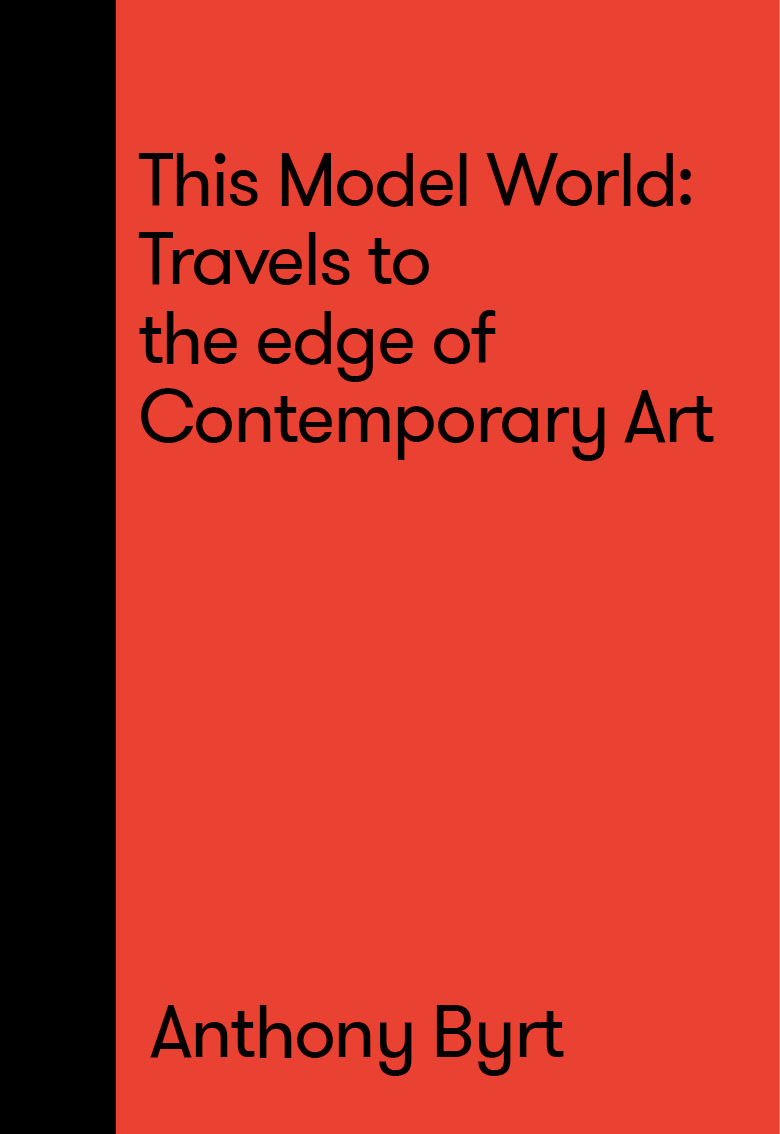 This Model World:
Travels to
the edge of
Contemporary Art
Anthony Byrt